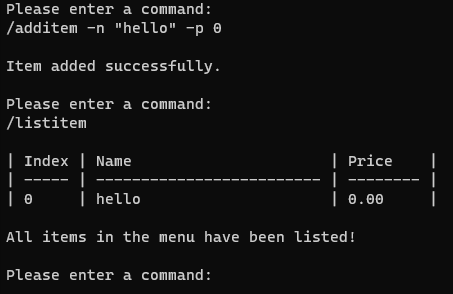 Please enter a command:
/additem -n "hello" -p 0
Item added successfully.
Please enter a command:
/listitem
| Index | Name                      | Price    |
| ----- | ------------------------- | -------- |
| 0     | hello                     | 0.00     |
All items in the menu have been listed!
Please enter a command: